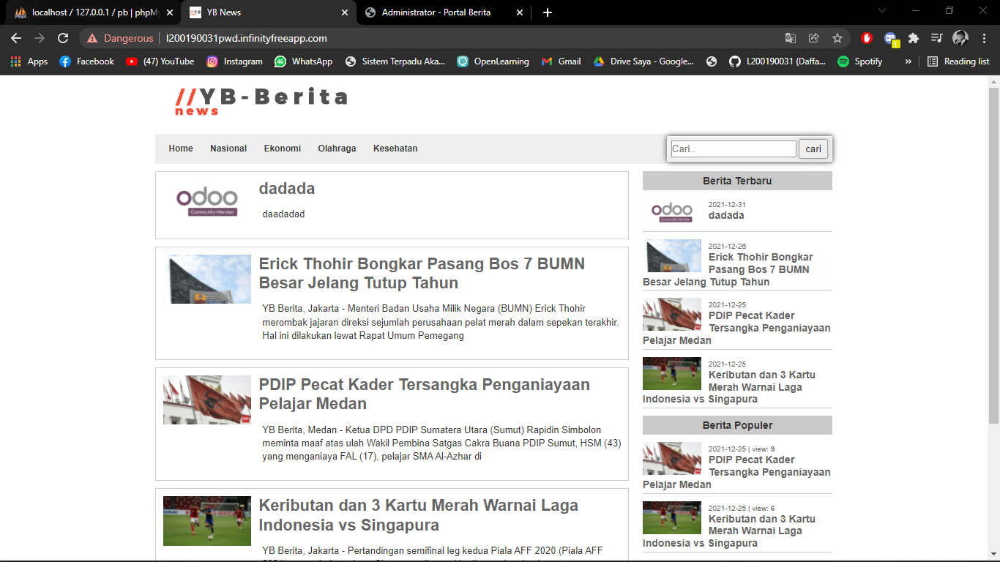 localhost / 127.0.0.1 / pb | phpMy
YB News
Administrator - Portal Berita
Dangerous
l200190031pwd.infinityfreeapp.com
Apps
Facebook
(47) YouTube
Instagram
46
WhatsApp
Sistem Terpadu Aka...
OpenLearning
Gmail
Drive Saya - Google...
L200190031 (Daffa...
Spotify
Reading list
//YB-Berita
news
Home
Nasional
Ekonomi
Olahraga
Kesehatan
Cari..
cari
odoo
Community Member
dadada
daadadad
Erick Thohir Bongkar Pasang Bos 7 BUMN
Besar Jelang Tutup Tahun
YB Berita, Jakarta - Menteri Badan Usaha Milik Negara (BUMN) Erick Thohir
merombak jajaran direksi sejumlah perusahaan pelat merah dalam sepekan terakhir.
Hal ini dilakukan lewat Rapat Umum Pemegang
PDIP Pecat Kader Tersangka Penganiayaan
Pelajar Medan
YB Berita, Medan - Ketua DPD PDIP Sumatera Utara (Sumut) Rapidin Simbolon
meminta maaf atas ulah Wakil Pembina Satgas Cakra Buana PDIP Sumut, HSM (43)
yang menganiaya FAL (17), pelajar SMA Al-Azhar di
Keributan dan 3 Kartu Merah Warnai Laga
Indonesia vs Singapura
YB Berita, Jakarta - Pertandingan semifinal leg kedua Piala AFF 2020 (Piala AFF
Berita Terbaru
odoo
Community Member
2021-12-31
dadada
2021-12-26
Erick Thohir Bongkar
Pasang Bos 7 BUMN
Besar Jelang Tutup Tahun
2021-12-25
PDIP Pecat Kader
Tersangka Penganiayaan
Pelajar Medan
2021-12-25
Keributan dan 3 Kartu
Merah Warnai Laga
Indonesia vs Singapura
Berita Populer
2021-12-25 | view: 9
PDIP Pecat Kader
Tersangka Penganiayaan
Pelajar Medan
2021-12-25 | view: 6
Keributan dan 3 Kartu
Merah Warnai Laga
Indonesia vs Singapura